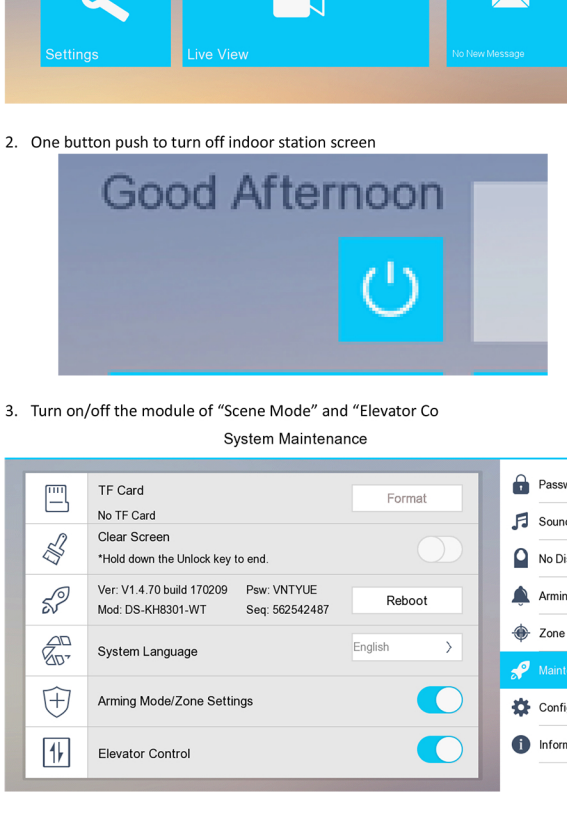 Settings
Live View
No New Message
2. One button push to turn off indoor station screen
Good Afternoon
3. Turn on/off the module of “Scene Mode” and “Elevator Co
System Maintenance
TF Card
Format
No TF Card
Clear Screen
*Hold down the Unlock key to end.
Ver: V1.4.70 build 170209 Psw: VNTYUE
Mod: DS-KH8301-WT Seq: 562542487
Reboot
System Language
English
Arming Mode/Zone Settings
Elevator Control
Passw
Soun
No Di
Armin
Zone
Maint
Confi
Inforn